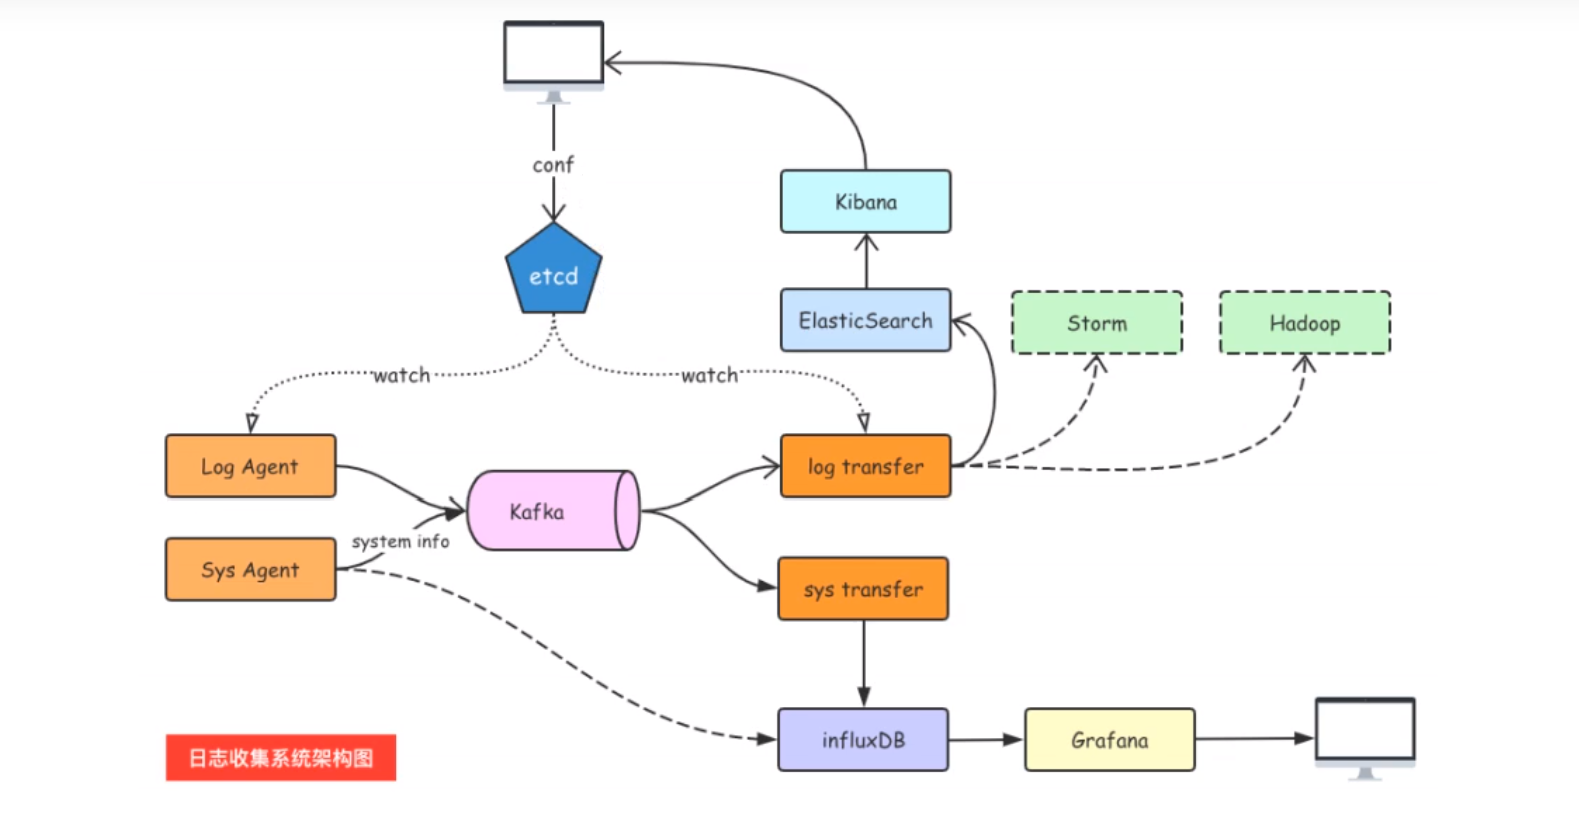 conf
Kibana
etcd
ElasticSearch
Storm
Hadoop
watch
watch
Log Agent
log transfer
Kafka
system info
Sys Agent
sys transfer
influxDB
Grafana
日志收集系统架构图